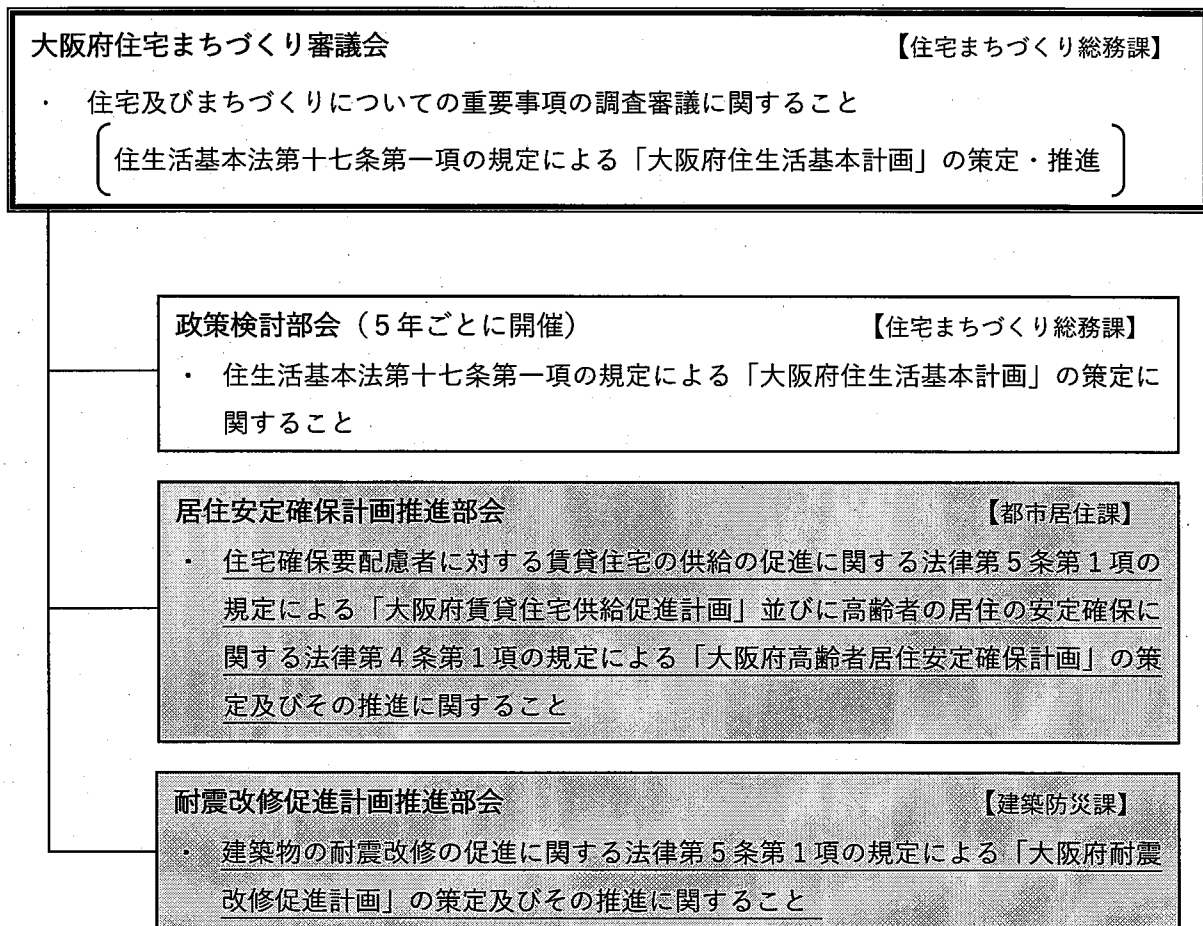 大阪府住宅まちづくり審議会 【住宅まちづくり総務課】
・ 住宅及びまちづくりについての重要事項の調査審議に関すること
住生活基本法第十七条第一項の規定による「大阪府住生活基本計画」の策定・推進
政策検討部会（５年ごとに開催） 【住宅まちづくり総務課】
・ 住生活基本法第十七条第一項の規定による「大阪府住生活基本計画」の策定に
関すること
居住安定確保計画推進部会 【都市居住課】
・ 住宅確保要配慮者に対する賃貸住宅の供給の促進に関する法律第５条第１項の
規定による「大阪府賃貸住宅供給促進計画」並びに高齢者の居住の安定確保に
関する法律第４条第１項の規定による「大阪府高齢者居住安定確保計画」の策
定及びその推進に関すること
耐震改修促進計画推進部会 【建築防災課】
・ 建築物の耐震改修の促進に関する法律第５条第１項の規定による「大阪府耐震
改修促進計画」の策定及びその推進に関すること